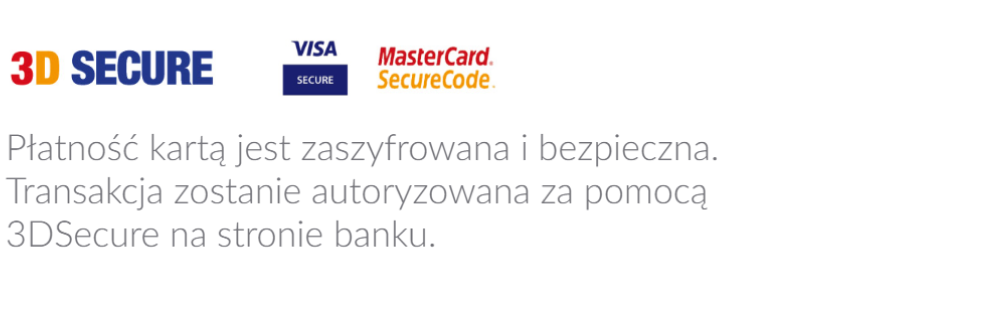 3D SECURE VISA SECURE MasterCard. SecureCode.
Płatność kartą jest zaszyfrowana i bezpieczna.
Transakcja zostanie autoryzowana za pomocą
3DSecure na stronie banku.